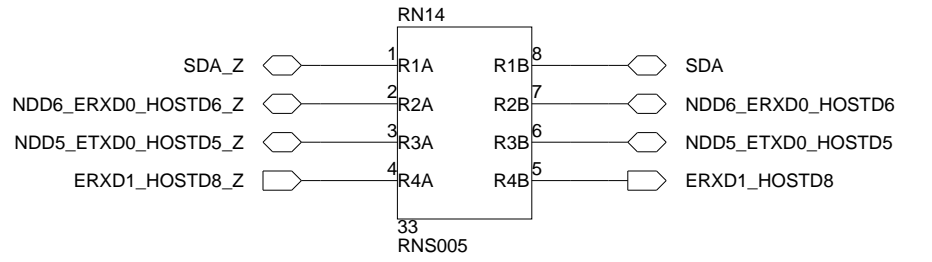 RN14
SDA_Z 1 R1A R1B 8 SDA
NDD6_ERXD0_HOSTD6_Z 2 R2A R2B 7 NDD6_ERXD0_HOSTD6
NDD5_ETXD0_HOSTD5_Z 3 R3A R3B 6 NDD5_ETXD0_HOSTD5
ERXD1_HOSTD8_Z 4 R4A R4B 5 ERXD1_HOSTD8
33
RNS005